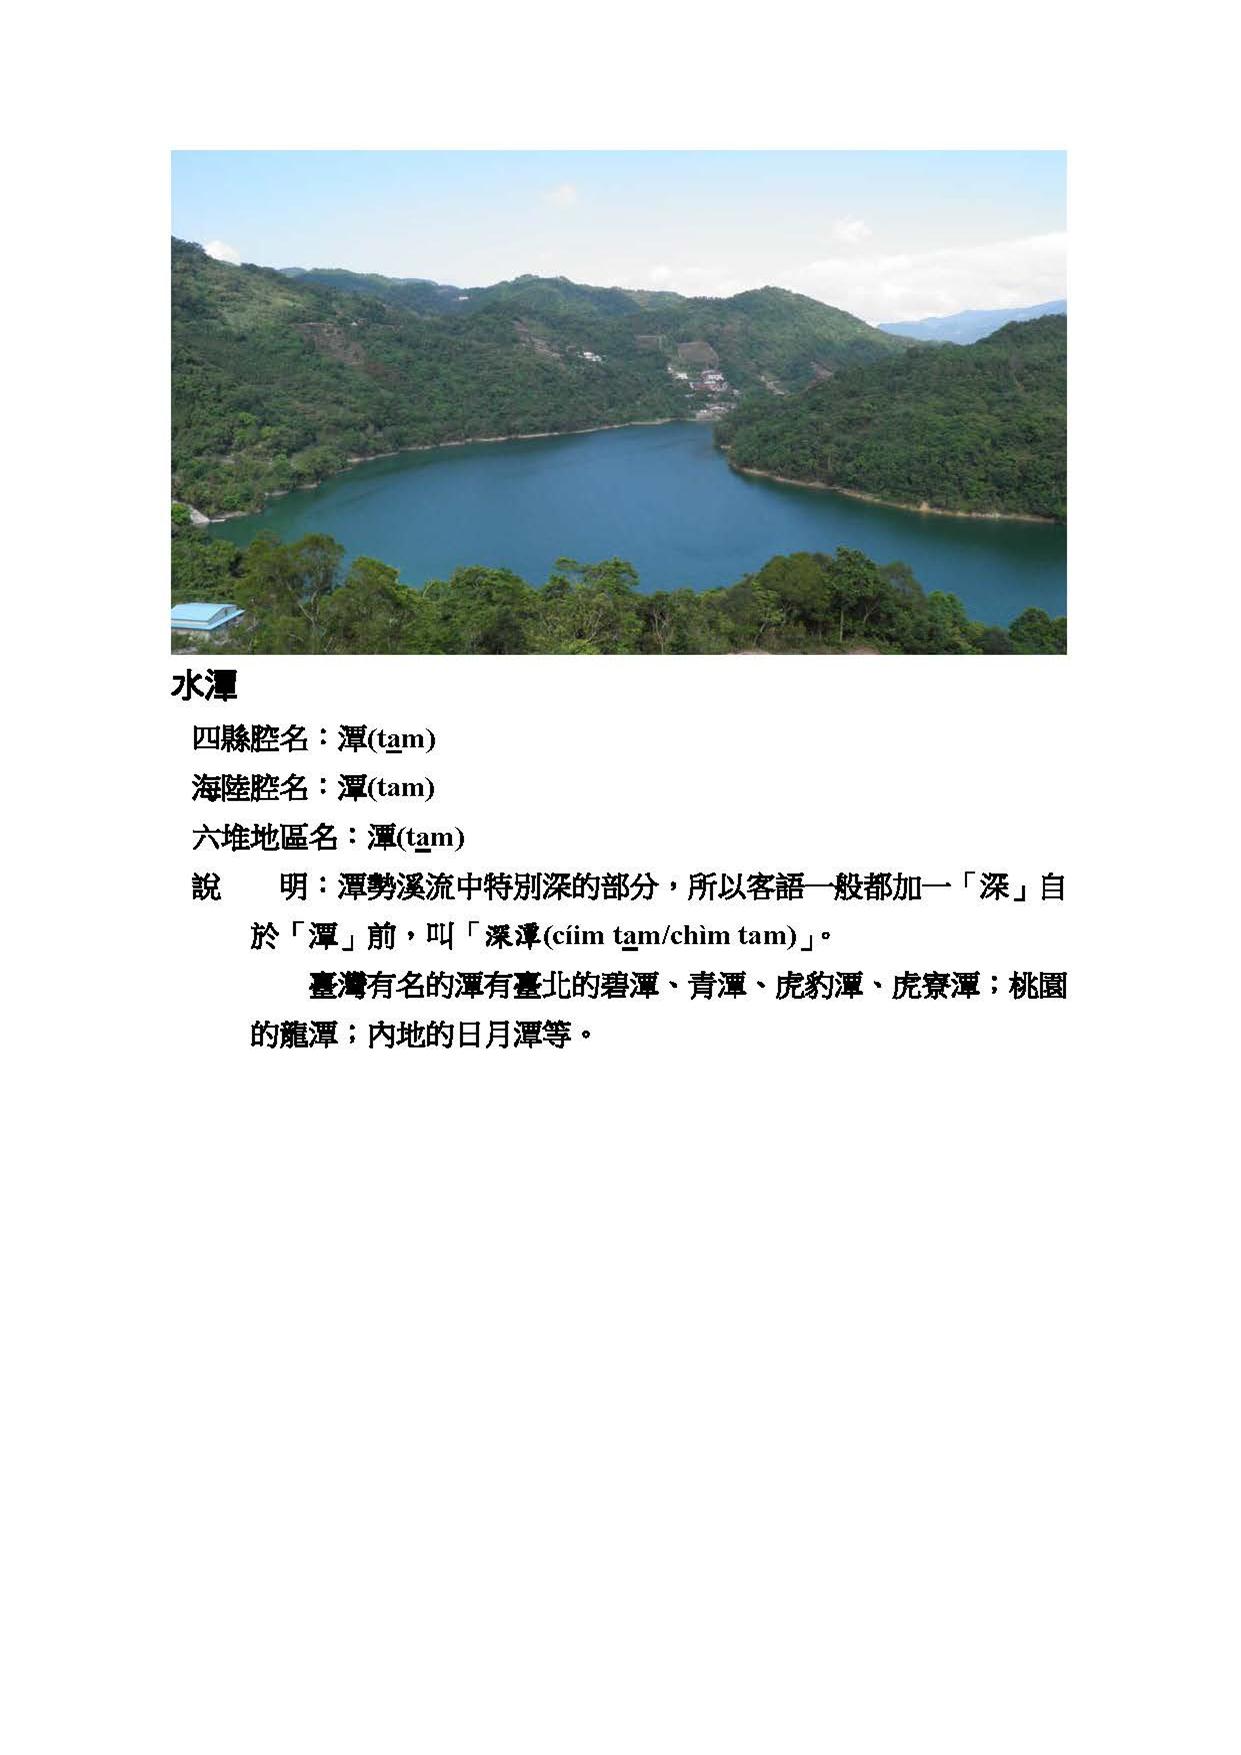 水潭
四縣腔名：潭(ta̲m)
海陸腔名：潭(tam)
六堆地區名：潭(ta̲m)
說　　明：潭勢溪流中特別深的部分，所以客語一般都加一「深」自
於「潭」前，叫「深潭(cíim ta̲m/chìm tam)」。
臺灣有名的潭有臺北的碧潭、青潭、虎豹潭、虎寮潭；桃園
的龍潭；內地的日月潭等。